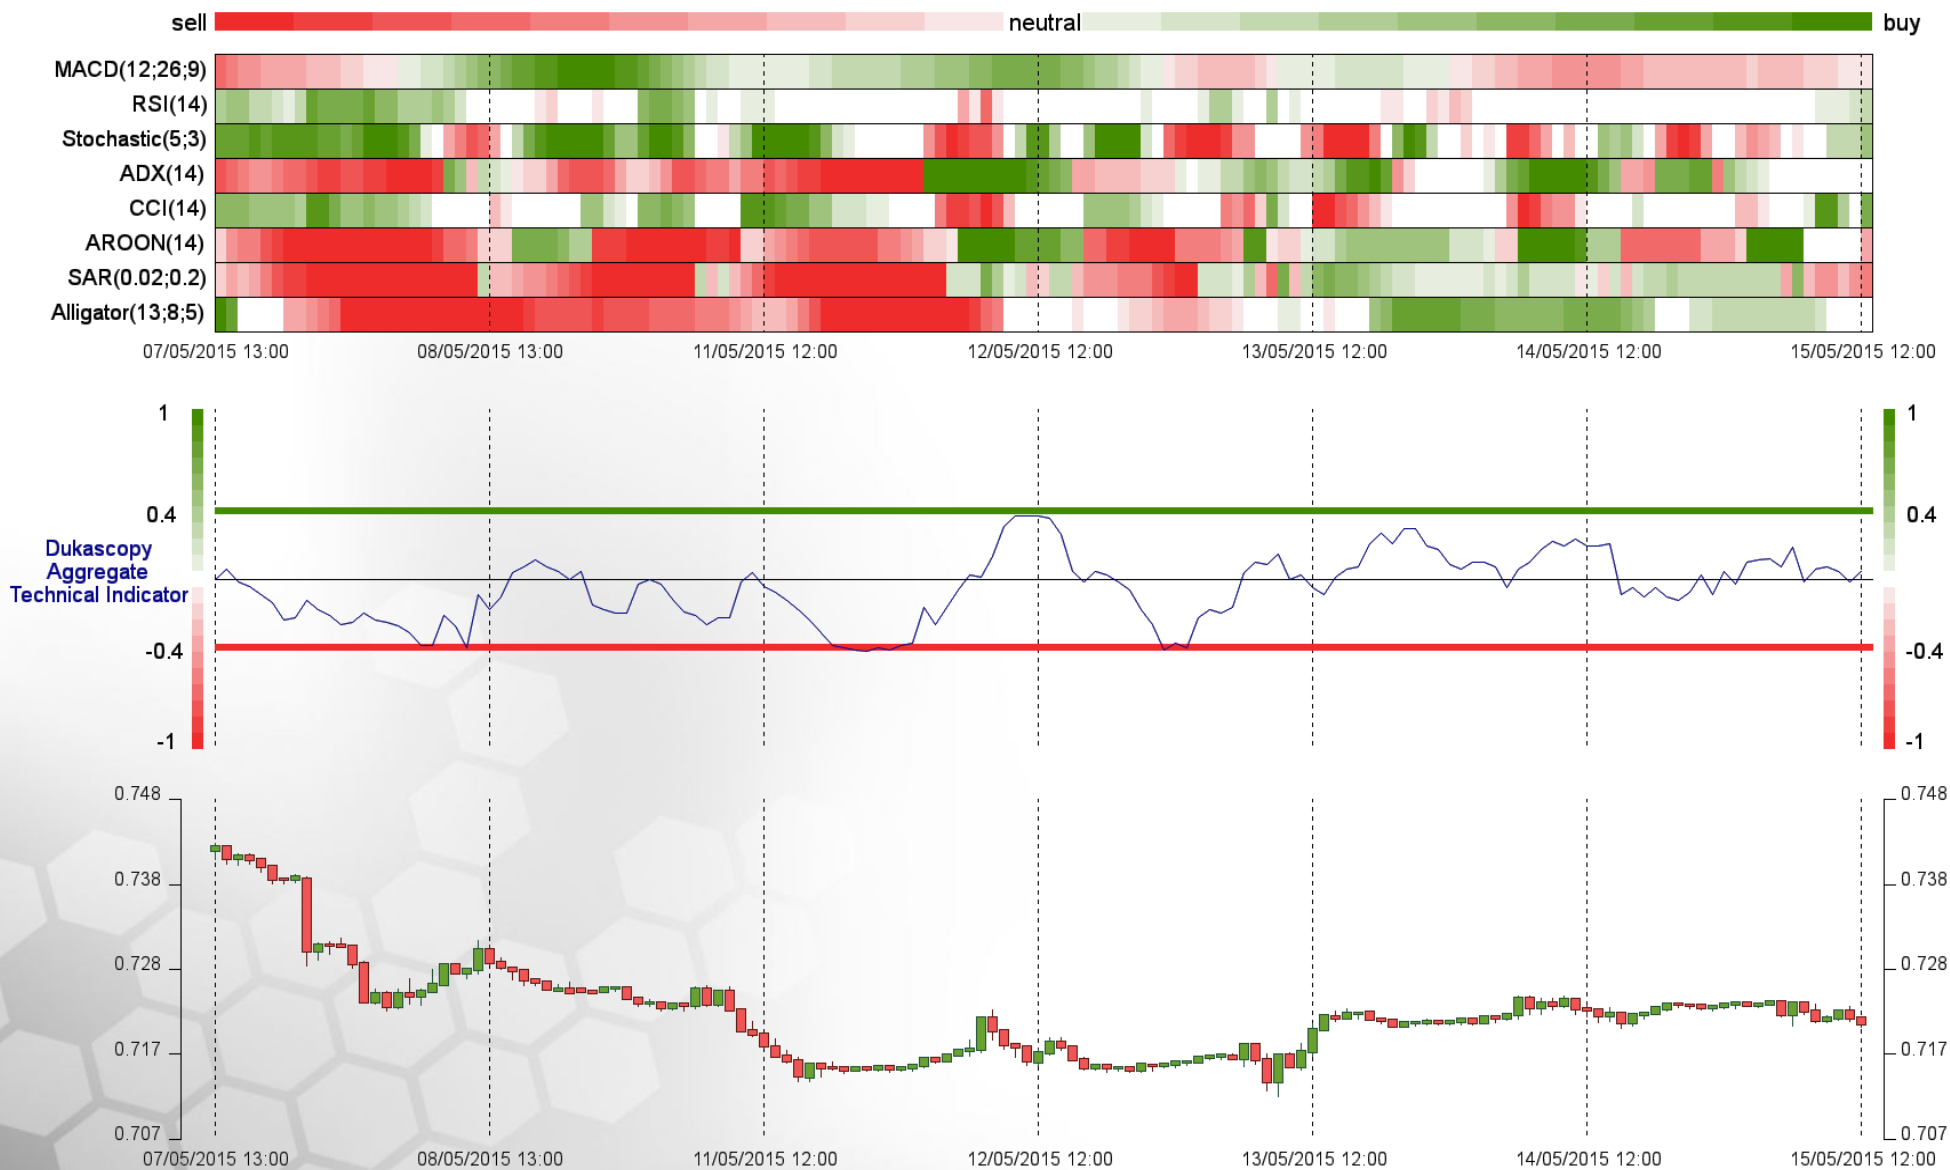 sell neutral buy
MACD(12;26;9)
RSI(14)
Stochastic(5;3)
ADX(14)
CCI(14)
AROON(14)
SAR(0.02;0.2)
Alligator(13;8;5)
07/05/2015 13:00 08/05/2015 13:00 11/05/2015 12:00 12/05/2015 12:00 13/05/2015 12:00 14/05/2015 12:00 15/05/2015 12:00
1 1
0.4 0.4
Dukascopy
Aggregate
Technical Indicator
-0.4 -0.4
-1 -1
0.748 0.748
0.738 0.738
0.728 0.728
0.717 0.717
0.707 0.707
07/05/2015 13:00 08/05/2015 13:00 11/05/2015 12:00 12/05/2015 12:00 13/05/2015 12:00 14/05/2015 12:00 15/05/2015 12:00